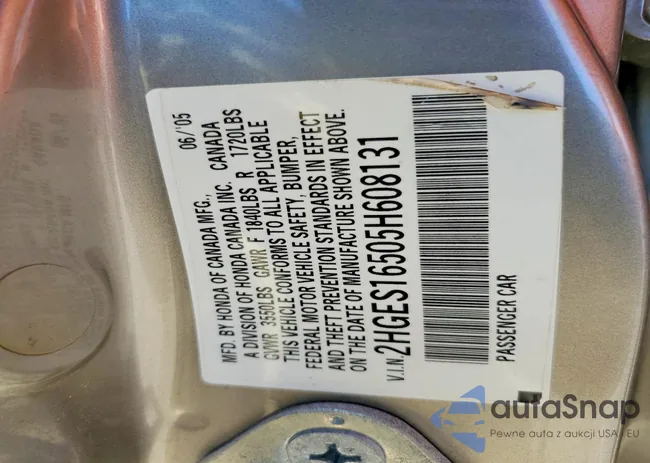 MFD. BY HONDA OF CANADA MFG., 06/'05
A DIVISION OF HONDA CANADA INC. CANADA
GVWR 3550LBS GAWR F 1840LBS R 1720LBS
THIS VEHICLE CONFORMS TO ALL APPLICABLE
FEDERAL MOTOR VEHICLE SAFETY, BUMPER,
AND THEFT PREVENTION STANDARDS IN EFFECT
ON THE DATE OF MANUFACTURE SHOWN ABOVE.
V.I.N. 2HGES16505H608131
PASSENGER CAR
autaSnap
Pewne auta z aukcji USA i EU